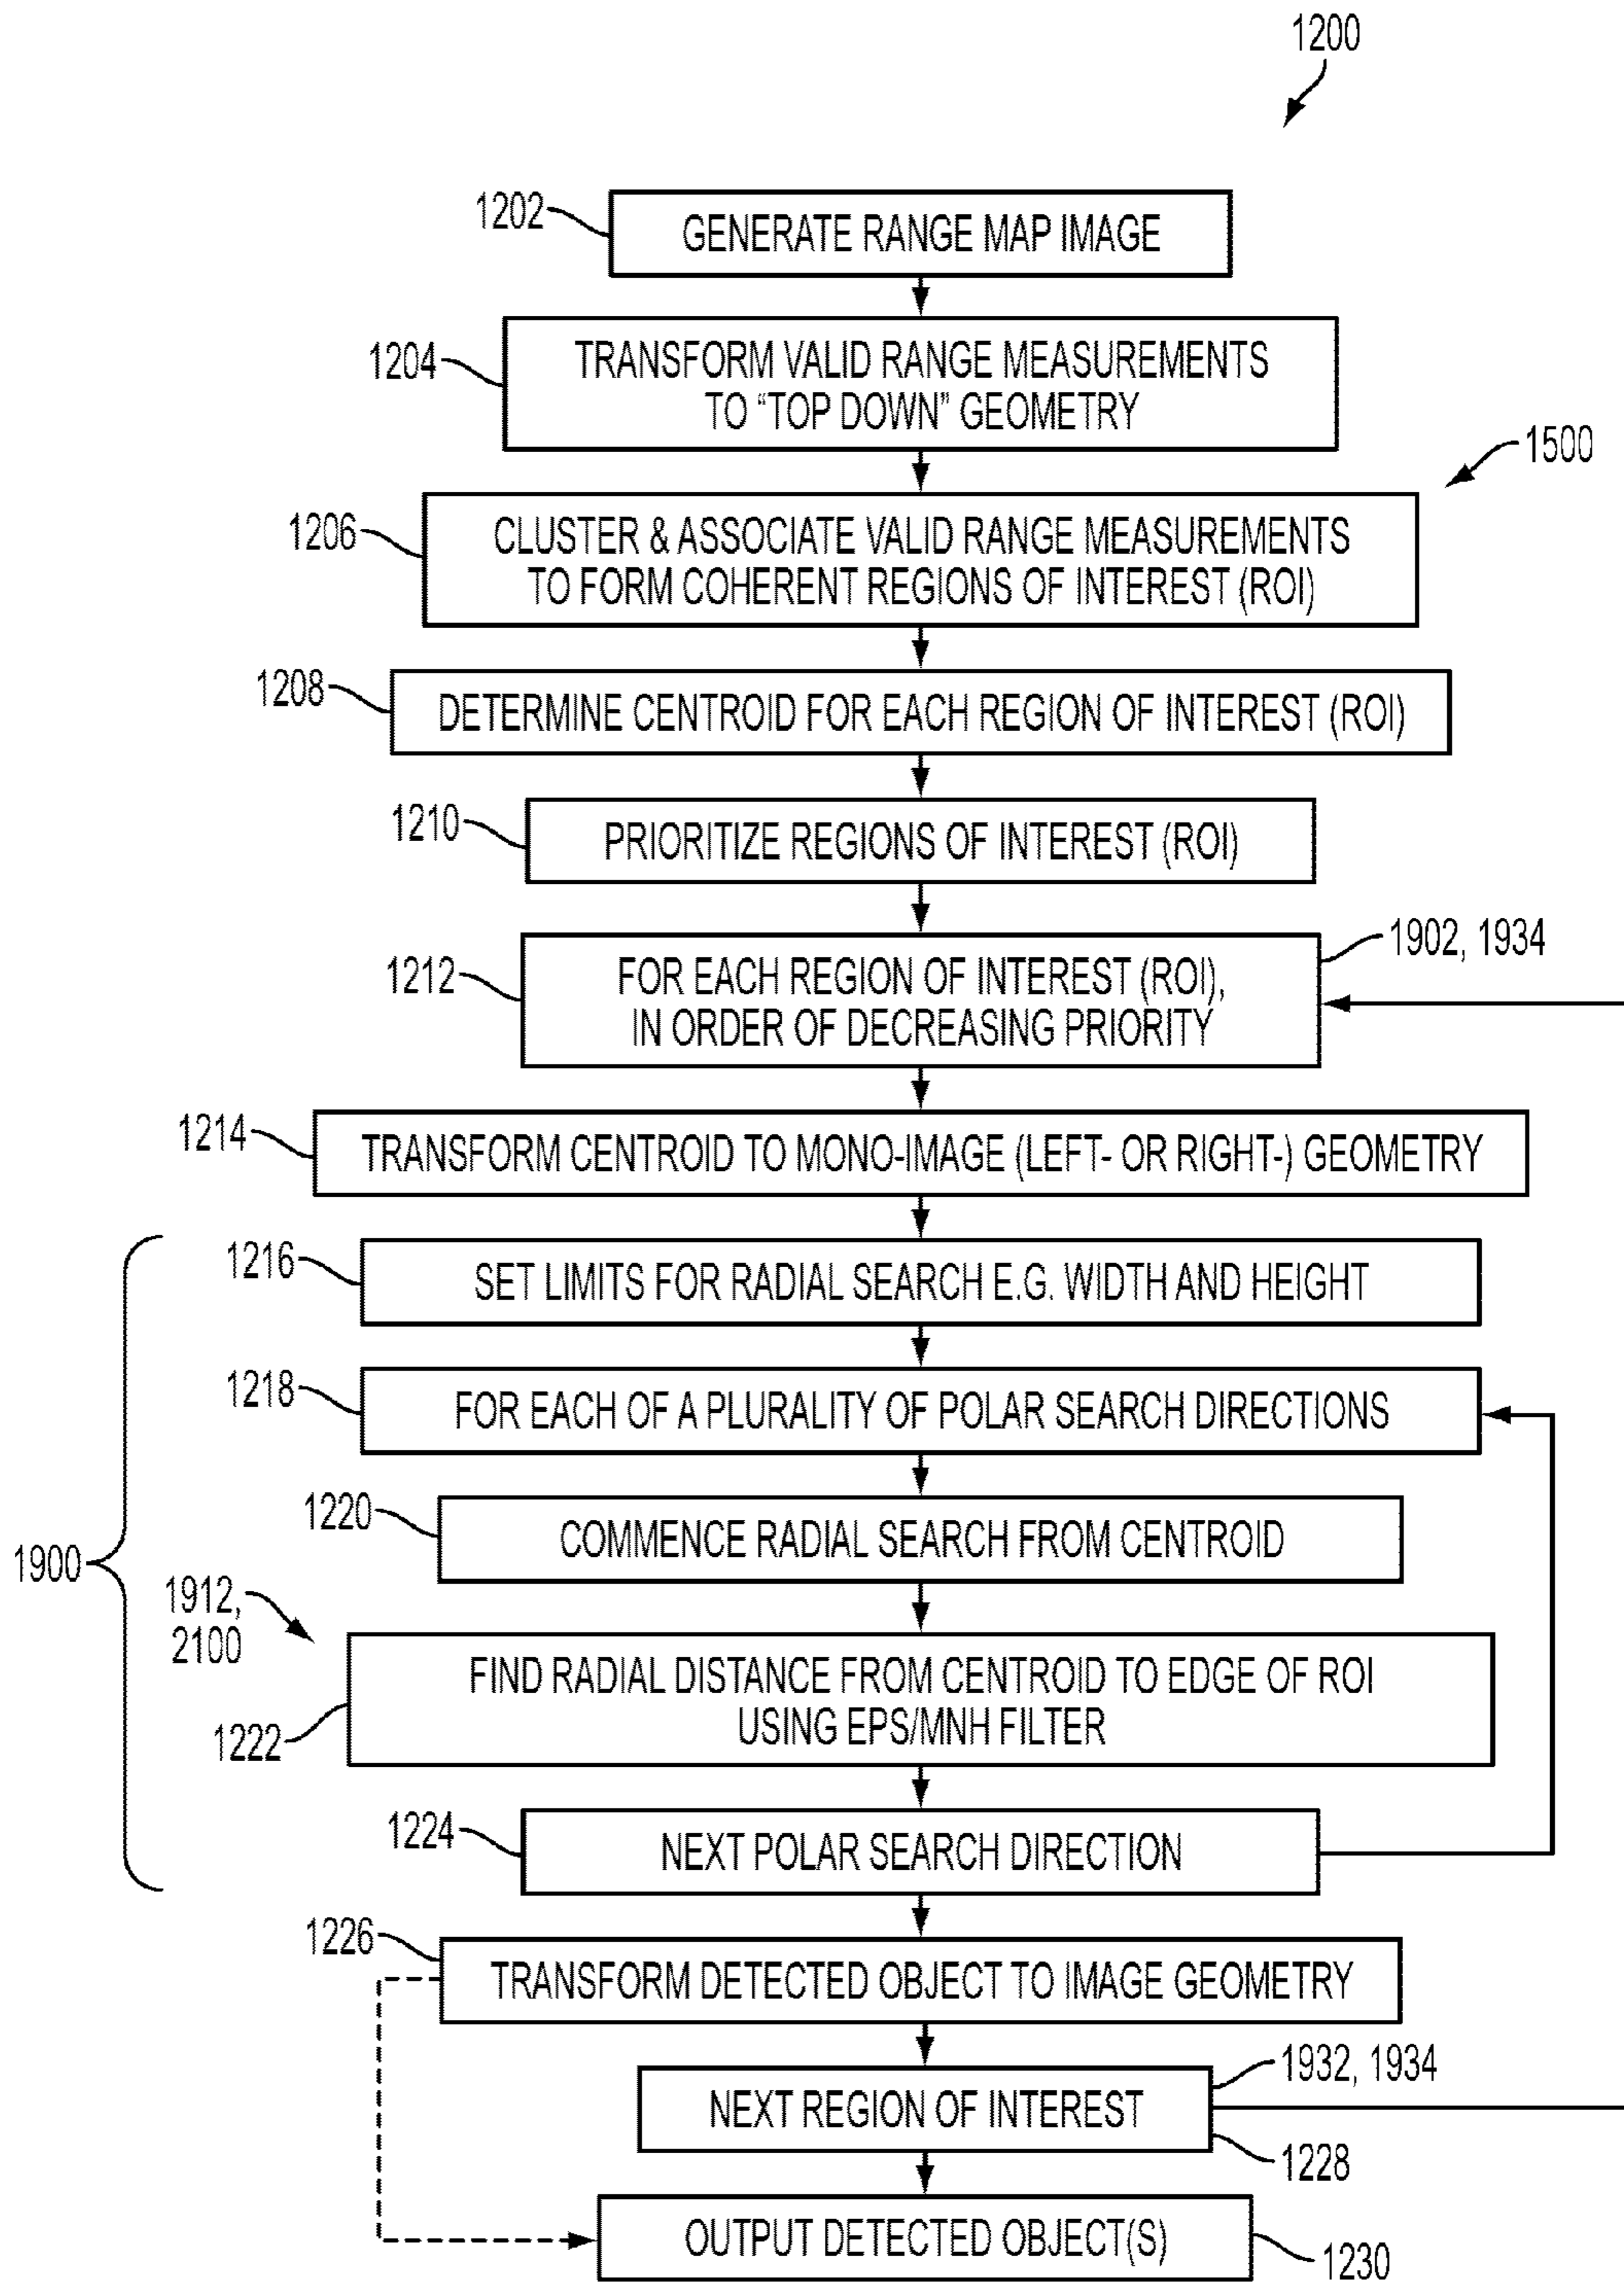 1200
1202
GENERATE RANGE MAP IMAGE
1204
TRANSFORM VALID RANGE MEASUREMENTS
TO “TOP DOWN” GEOMETRY
1500
1206
CLUSTER & ASSOCIATE VALID RANGE MEASUREMENTS
TO FORM COHERENT REGIONS OF INTEREST (ROI)
1208
DETERMINE CENTROID FOR EACH REGION OF INTEREST (ROI)
1210
PRIORITIZE REGIONS OF INTEREST (ROI)
1902, 1934
1212
FOR EACH REGION OF INTEREST (ROI),
IN ORDER OF DECREASING PRIORITY
1214
TRANSFORM CENTROID TO MONO-IMAGE (LEFT- OR RIGHT-) GEOMETRY
1216
SET LIMITS FOR RADIAL SEARCH E.G. WIDTH AND HEIGHT
1218
FOR EACH OF A PLURALITY OF POLAR SEARCH DIRECTIONS
1220
COMMENCE RADIAL SEARCH FROM CENTROID
1900
1912,
2100
FIND RADIAL DISTANCE FROM CENTROID TO EDGE OF ROI
USING EPS/MNH FILTER
1222
1224
NEXT POLAR SEARCH DIRECTION
1226
TRANSFORM DETECTED OBJECT TO IMAGE GEOMETRY
1932, 1934
NEXT REGION OF INTEREST
1228
OUTPUT DETECTED OBJECT(S)
1230